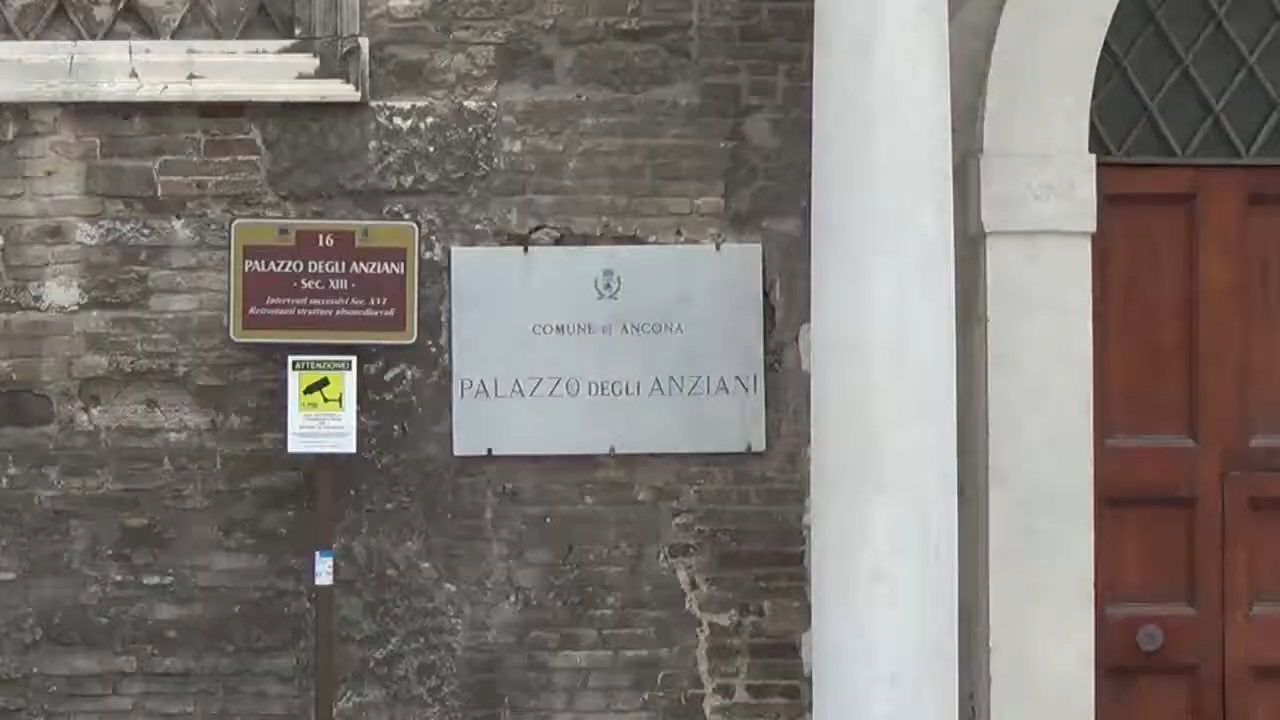 16
PALAZZO DEGLI ANZIANI
· Sec. XIII ·
Interventi successivi Sec. XVI
Retrostanti strutture altomedioevali
ATTENZIONE!
COMUNE di ANCONA
PALAZZO DEGLI ANZIANI